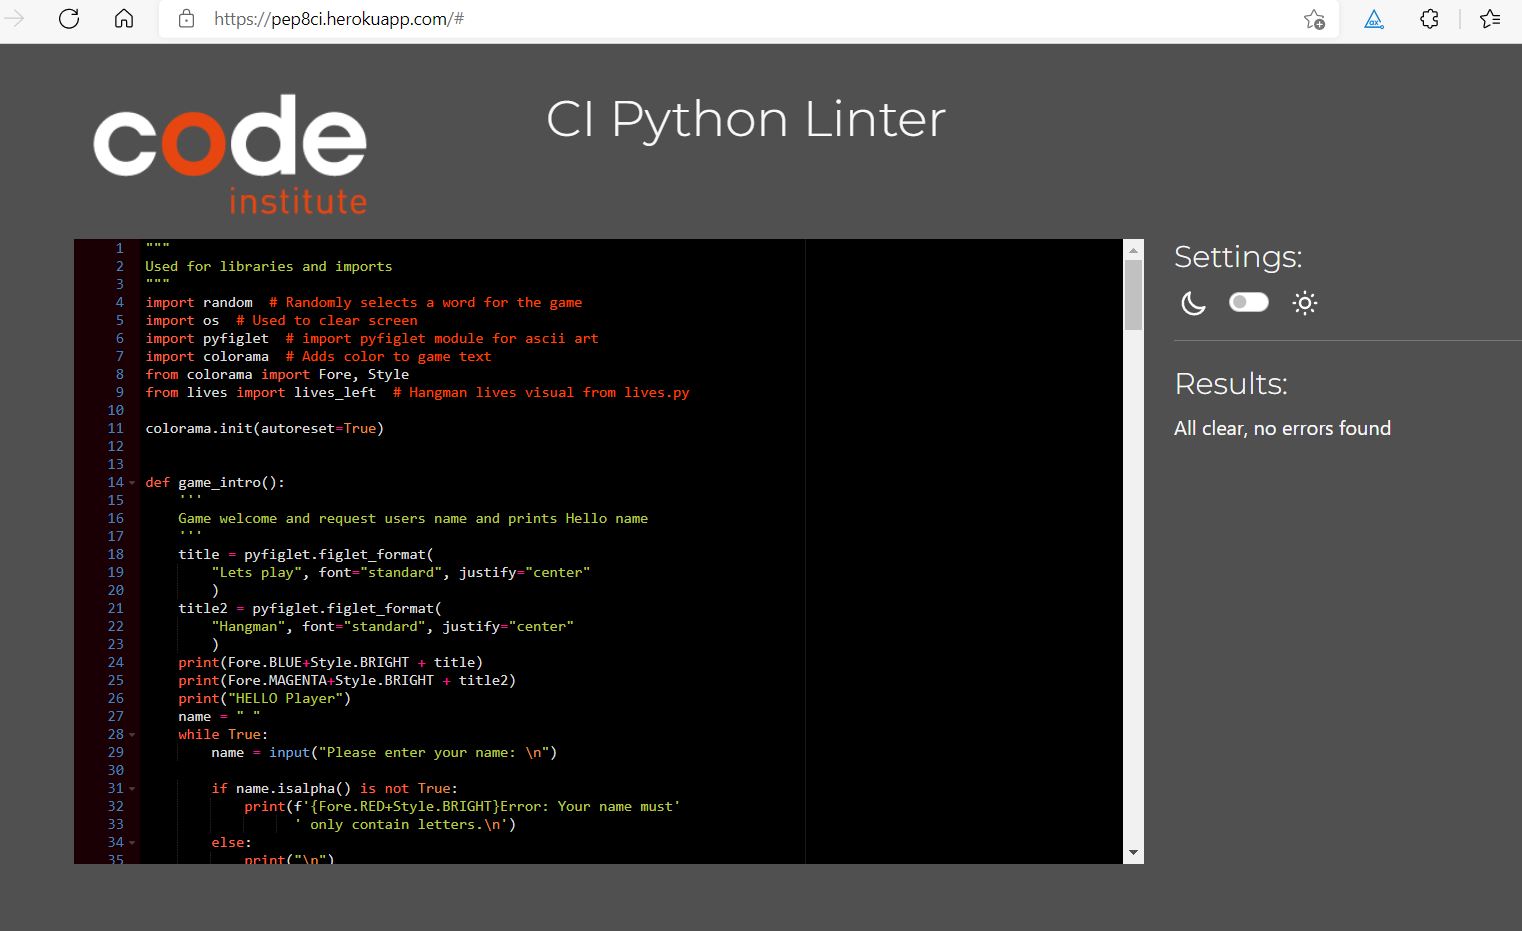 https://pep8ci.herokuapp.com/#
code
institute
CI Python Linter
1 """
2 Used for libraries and imports
3 """
4 import random  # Randomly selects a word for the game
5 import os  # Used to clear screen
6 import pyfiglet  # import pyfiglet module for ascii art
7 import colorama  # Adds color to game text
8 from colorama import Fore, Style
9 from lives import lives_left  # Hangman lives visual from lives.py
10
11 colorama.init(autoreset=True)
12
13
14 def game_intro():
15     '''
16     Game welcome and request users name and prints Hello name
17     '''
18     title = pyfiglet.figlet_format(
19         "Lets play", font="standard", justify="center"
20         )
21     title2 = pyfiglet.figlet_format(
22         "Hangman", font="standard", justify="center"
23         )
24     print(Fore.BLUE+Style.BRIGHT + title)
25     print(Fore.MAGENTA+Style.BRIGHT + title2)
26     print("HELLO Player")
27     name = " "
28     while True:
29         name = input("Please enter your name: \n")
30
31         if name.isalpha() is not True:
32             print(f'{Fore.RED+Style.BRIGHT}Error: Your name must'
33                   ' only contain letters.\n')
34         else:
35             print("\n")
Settings:
Results:
All clear, no errors found